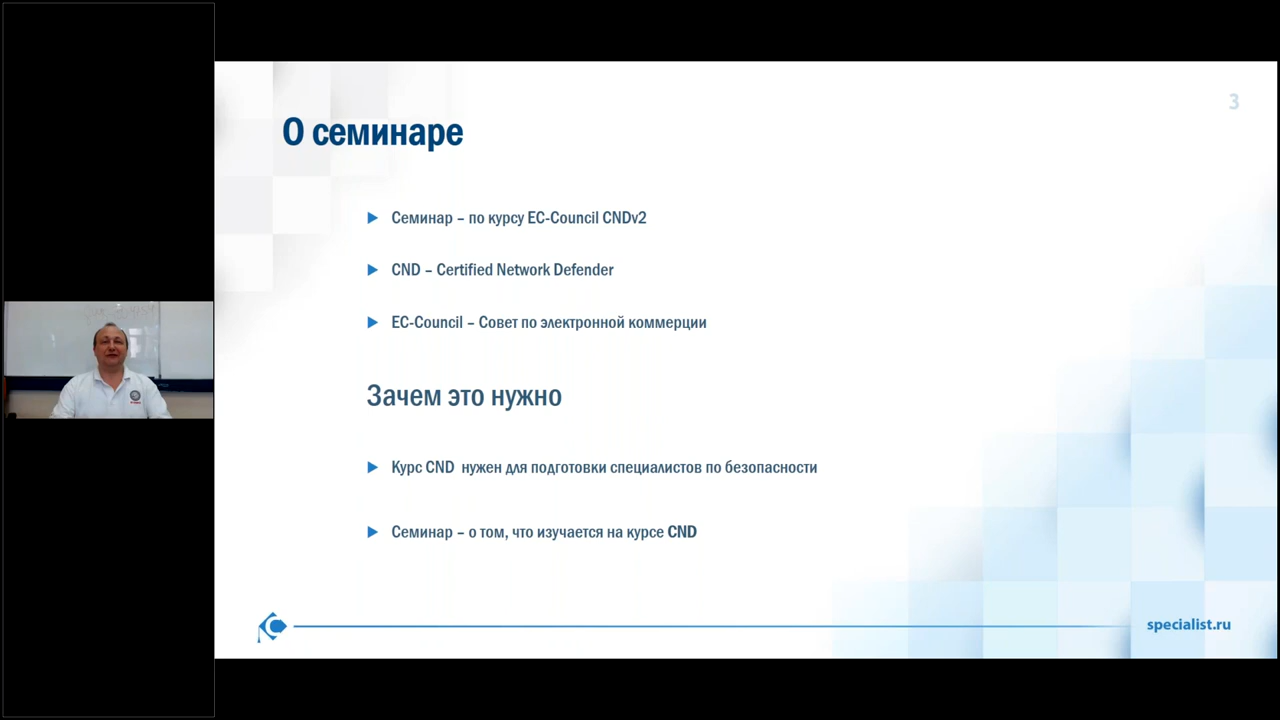 3
О семинаре
Семинар – по курсу EC-Council CNDv2
CND – Certified Network Defender
EC-Council – Совет по электронной коммерции
Зачем это нужно
Курс CND нужен для подготовки специалистов по безопасности
Семинар – о том, что изучается на курсе CND
specialist.ru